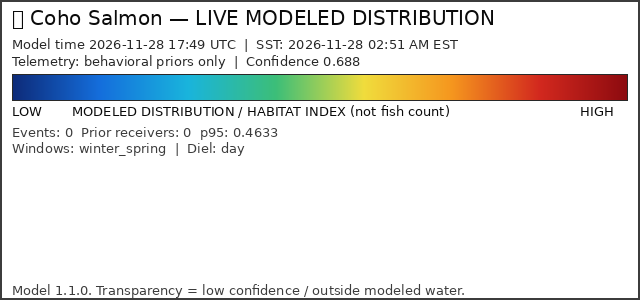 Coho Salmon — LIVE MODELED DISTRIBUTION
Model time 2026-11-28 17:49 UTC | SST: 2026-11-28 02:51 AM EST
Telemetry: behavioral priors only | Confidence 0.688
LOW MODELED DISTRIBUTION / HABITAT INDEX (not fish count) HIGH
Events: 0 Prior receivers: 0 p95: 0.4633
Windows: winter_spring | Diel: day
Model 1.1.0. Transparency = low confidence / outside modeled water.